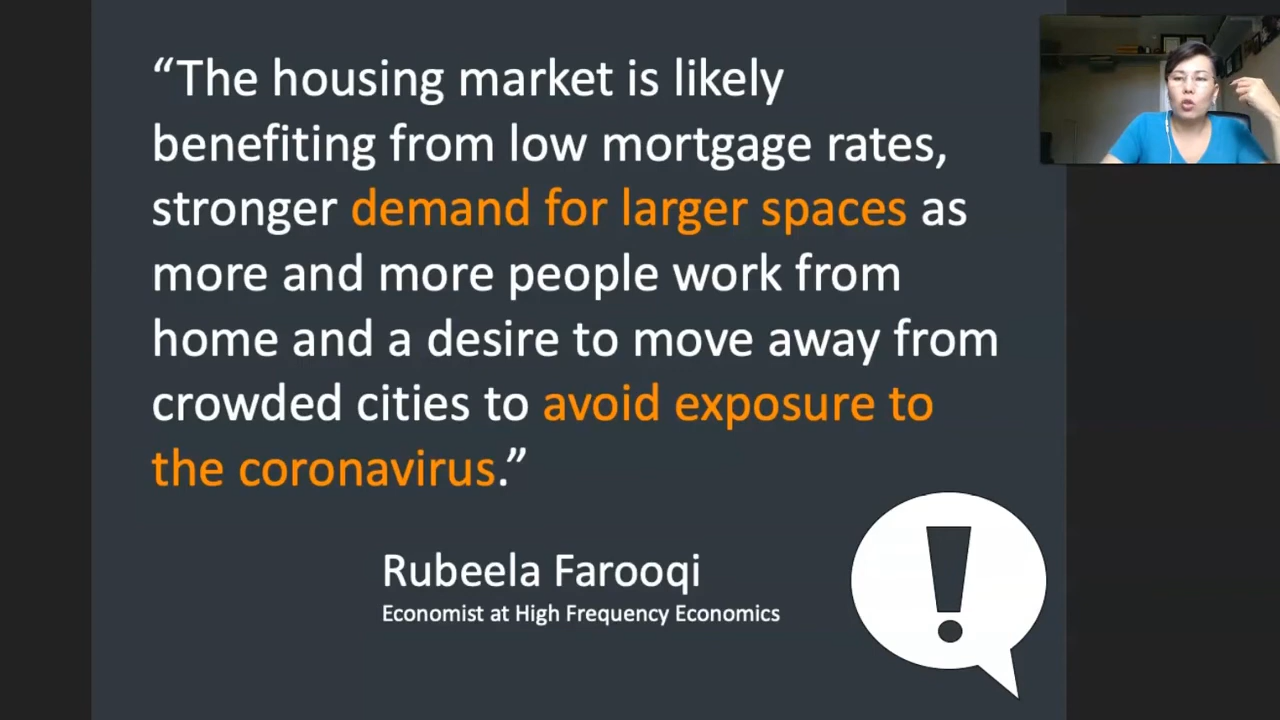 “The housing market is likely
benefiting from low mortgage rates,
stronger demand for larger spaces as
more and more people work from
home and a desire to move away from
crowded cities to avoid exposure to
the coronavirus.”
Rubeela Farooqi
Economist at High Frequency Economics